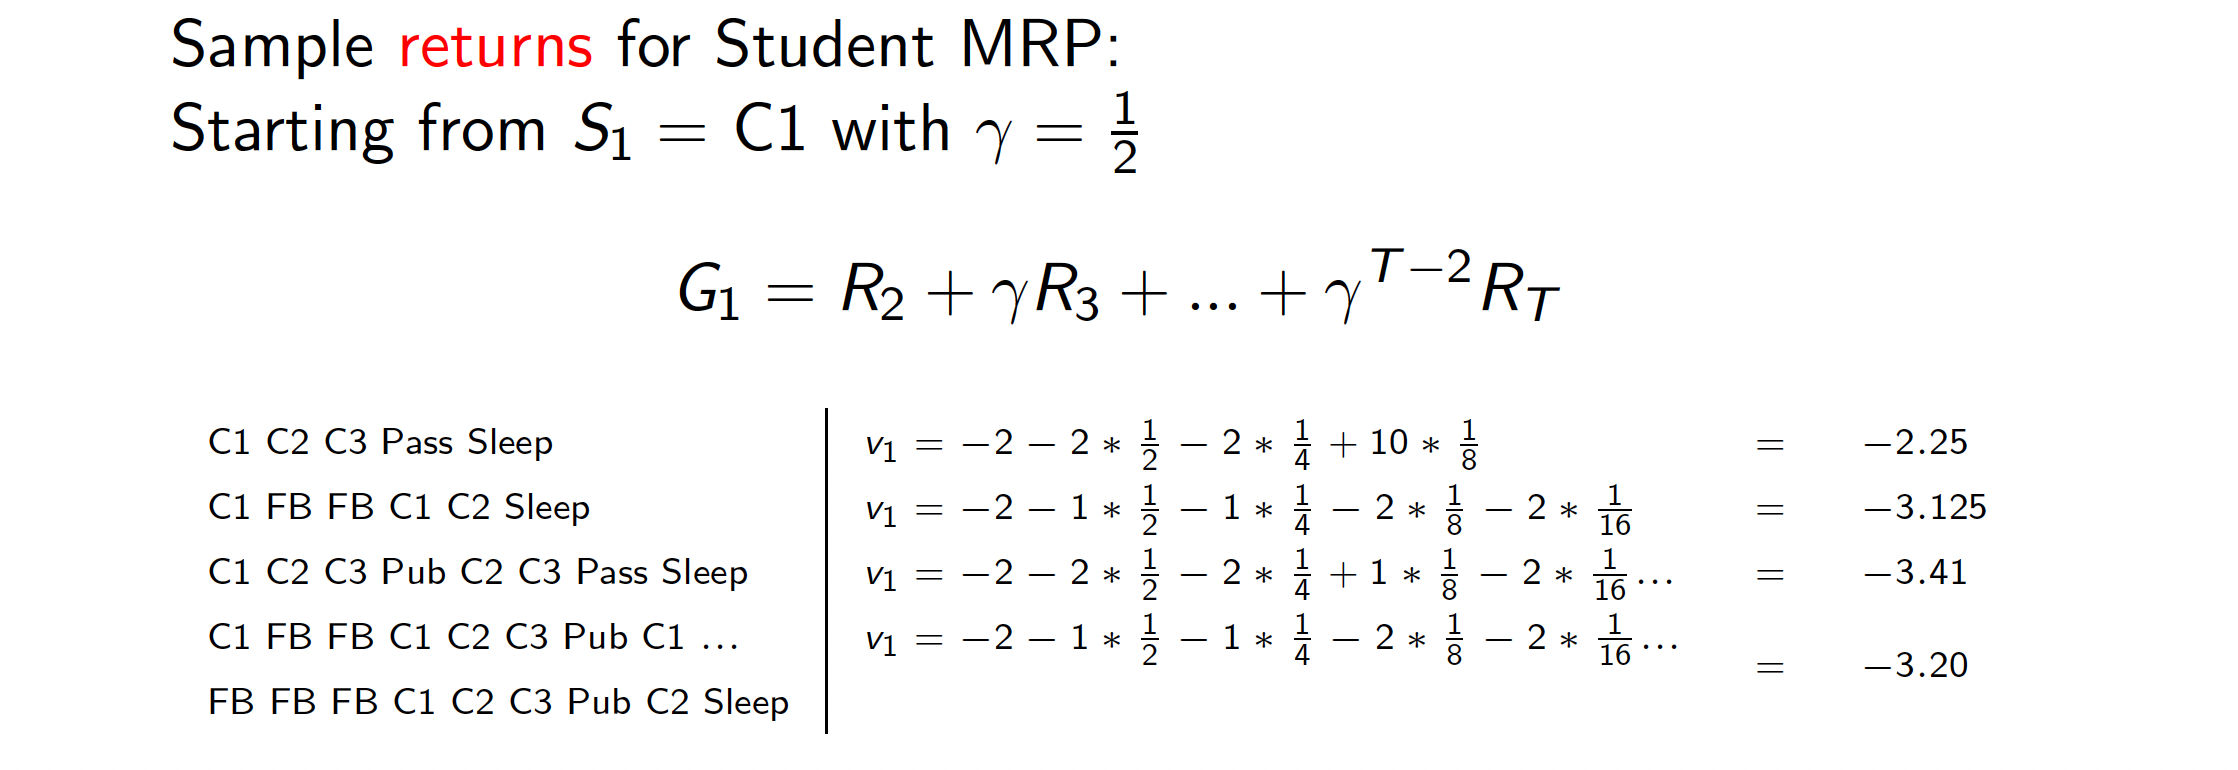 Sample returns for Student MRP:
Starting from S₁ = C1 with γ = 1/2
G₁ = R₂ + γR₃ + ... + γᵀ⁻²R_T
C1 C2 C3 Pass Sleep v₁ = −2 − 2 * 1/2 − 2 * 1/4 + 10 * 1/8 = −2.25
C1 FB FB C1 C2 Sleep v₁ = −2 − 1 * 1/2 − 1 * 1/4 − 2 * 1/8 − 2 * 1/16 = −3.125
C1 C2 C3 Pub C2 C3 Pass Sleep v₁ = −2 − 2 * 1/2 − 2 * 1/4 + 1 * 1/8 − 2 * 1/16 ... = −3.41
C1 FB FB C1 C2 C3 Pub C1 ... v₁ = −2 − 1 * 1/2 − 1 * 1/4 − 2 * 1/8 − 2 * 1/16 ... = −3.20
FB FB FB C1 C2 C3 Pub C2 Sleep